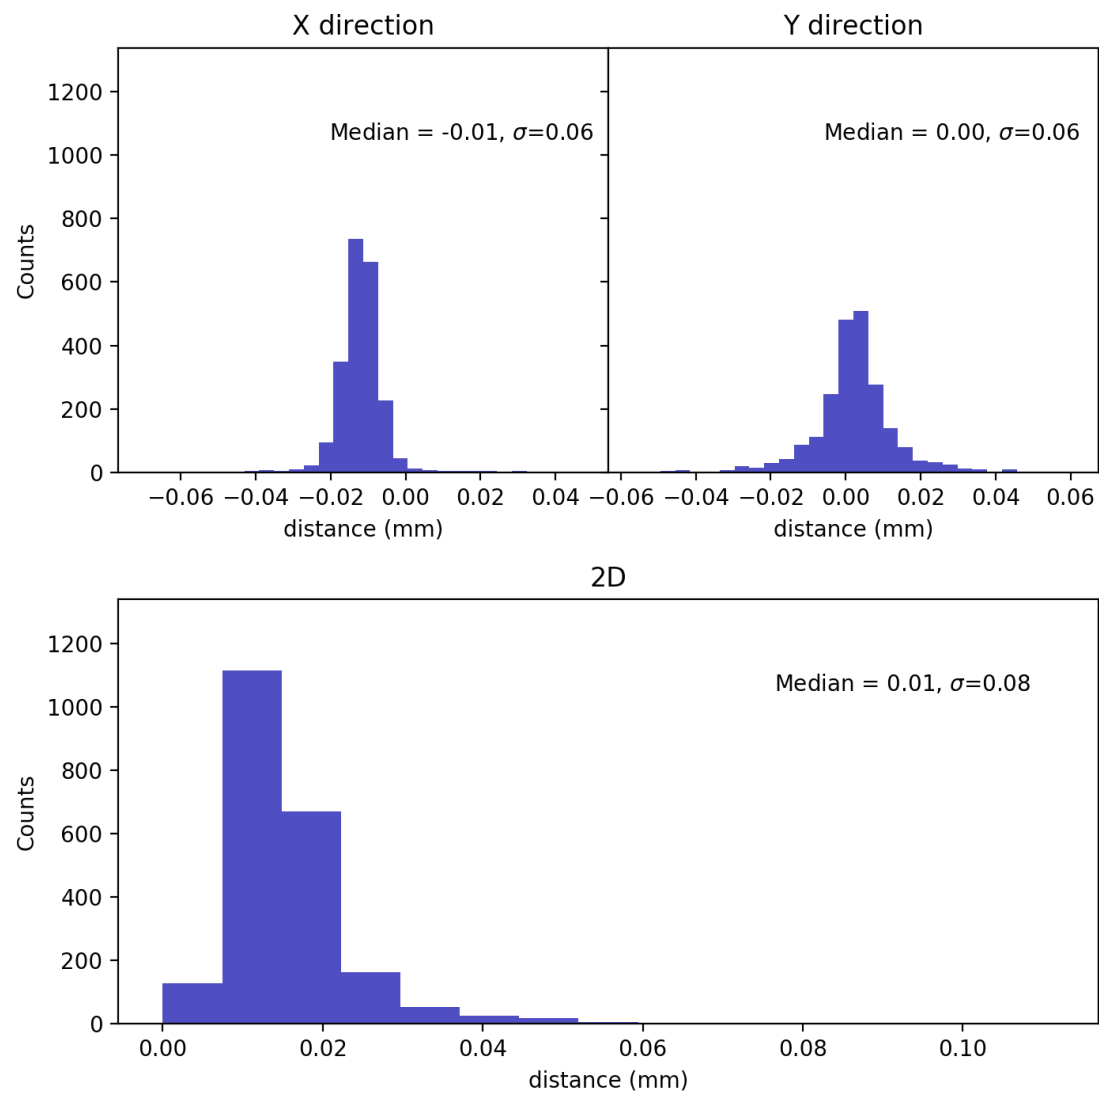 X direction
Y direction
1200
1000
800
600
400
200
0
Counts
Median = -0.01, σ=0.06
Median = 0.00, σ=0.06
−0.06 −0.04 −0.02 0.00 0.02 0.04
−0.06 −0.04 −0.02 0.00 0.02 0.04 0.06
distance (mm)
distance (mm)
2D
1200
1000
800
600
400
200
0
Counts
Median = 0.01, σ=0.08
0.00 0.02 0.04 0.06 0.08 0.10
distance (mm)